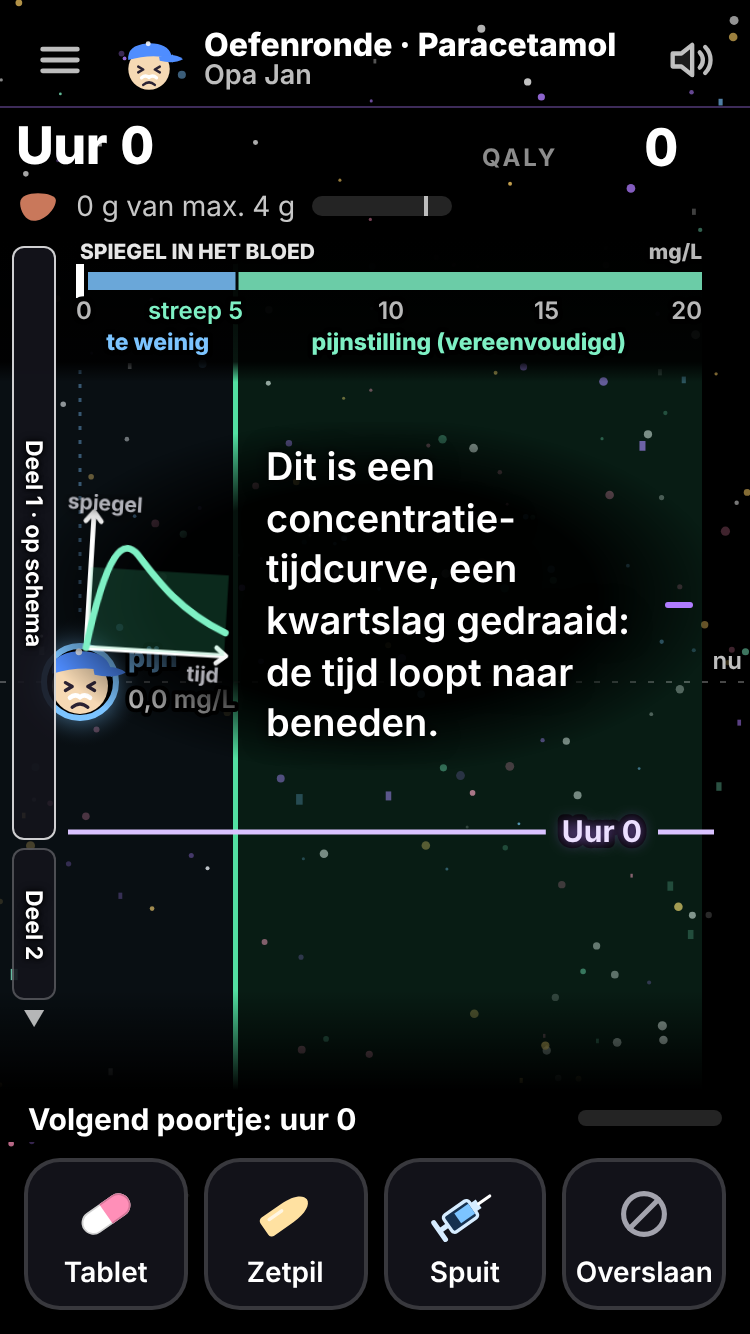 Oefenronde · Paracetamol
Opa Jan
Uur 0
QALY 0
0 g van max. 4 g
SPIEGEL IN HET BLOED mg/L
0 streep 5 10 15 20
te weinig pijnstilling (vereenvoudigd)
Deel 1 · op schema
Dit is een
concentratie-
tijdcurve, een
kwartslag gedraaid:
de tijd loopt naar
beneden.
spiegel
tijd
pijn
0,0 mg/L
nu
Uur 0
Deel 2
Volgend poortje: uur 0
Tablet
Zetpil
Spuit
Overslaan